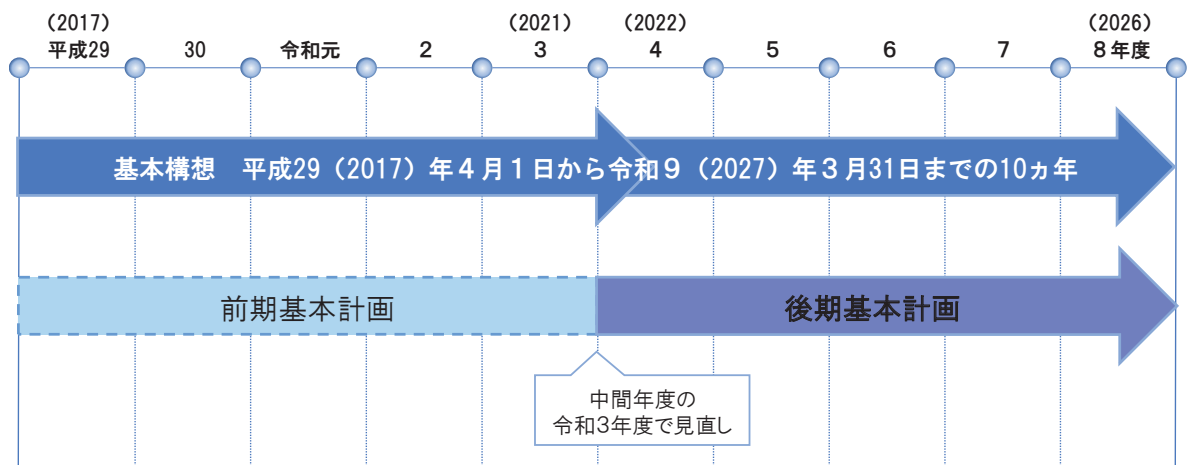 (2017) (2021) (2022) (2026)
平成29 30 令和元 2 3 4 5 6 7 8年度
基本構想 平成29(2017)年4月1日から令和9(2027)年3月31日までの10ヵ年
前期基本計画 後期基本計画
中間年度の
令和3年度で見直し